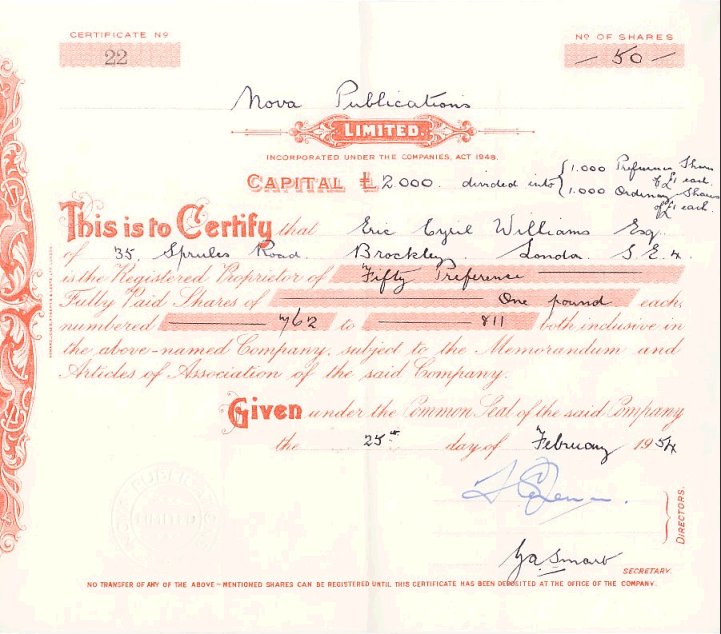 CERTIFICATE Nº
Nº OF SHARES
22
— 50 —
Nova Publications
LIMITED.
INCORPORATED UNDER THE COMPANIES, ACT 1948.
CAPITAL £2.000. divided into { 1.000 Preference Shares of £1 each.
1.000 Ordinary Shares of £1 each.
This is to Certify that Eric Cyril Williams Esq.
of 35. Sprules Road. Brockley London. S.E.4.
is the Registered Proprietor of Fifty Preference
Fully Paid Shares of One pound each,
numbered 762 to 811 both inclusive in
the above-named Company, subject to the Memorandum and
Articles of Association of the said Company.
Given under the Common Seal of the said Company
the 25th day of February 1954
DIRECTORS.
SECRETARY.
NO TRANSFER OF ANY OF THE ABOVE-MENTIONED SHARES CAN BE REGISTERED UNTIL THIS CERTIFICATE HAS BEEN DEPOSITED AT THE OFFICE OF THE COMPANY.
LIMITED